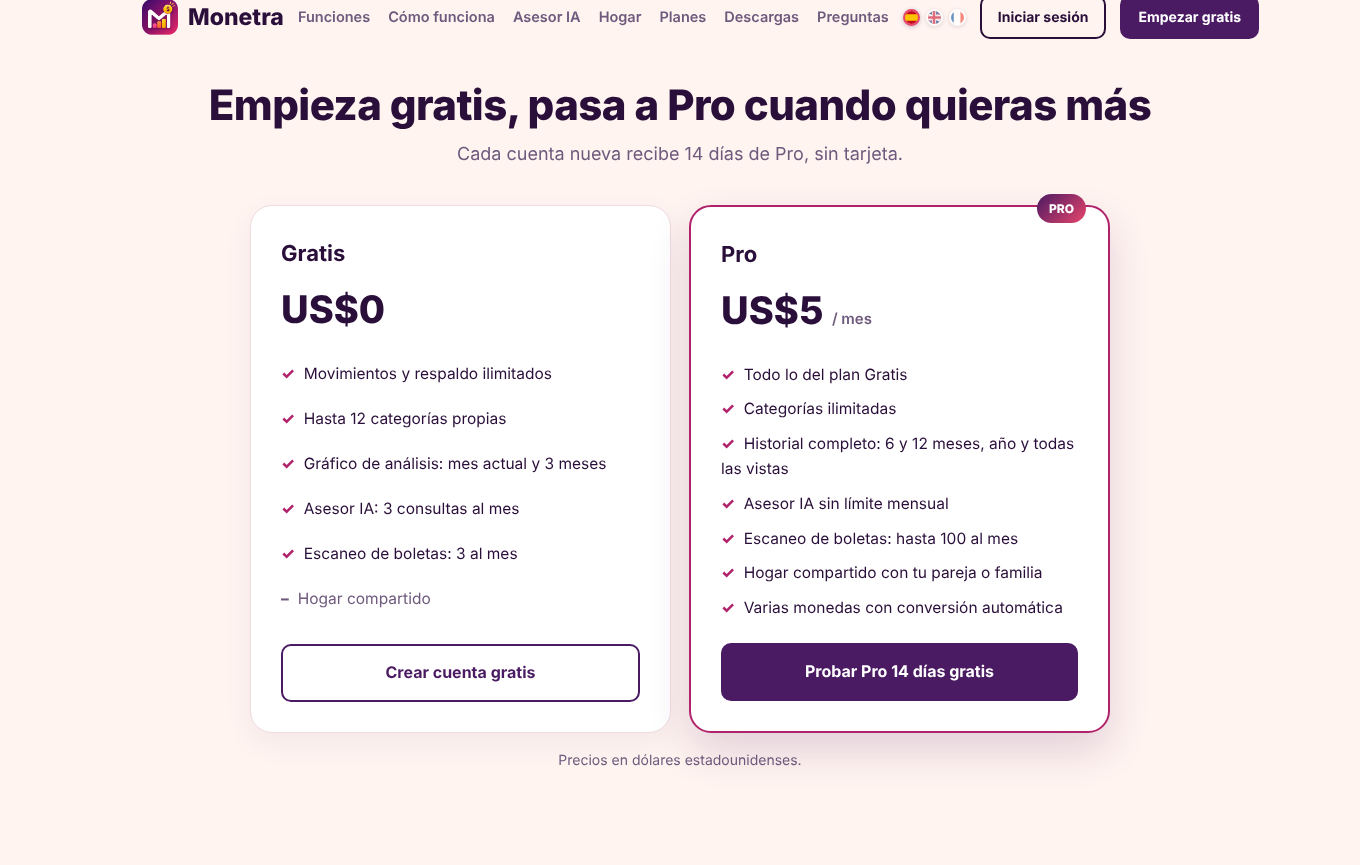 Monetra Funciones Cómo funciona Asesor IA Hogar Planes Descargas Preguntas Iniciar sesión Empezar gratis
Empieza gratis, pasa a Pro cuando quieras más
Cada cuenta nueva recibe 14 días de Pro, sin tarjeta.
Gratis
US$0
✓ Movimientos y respaldo ilimitados
✓ Hasta 12 categorías propias
✓ Gráfico de análisis: mes actual y 3 meses
✓ Asesor IA: 3 consultas al mes
✓ Escaneo de boletas: 3 al mes
– Hogar compartido
Crear cuenta gratis
PRO
Pro
US$5 / mes
✓ Todo lo del plan Gratis
✓ Categorías ilimitadas
✓ Historial completo: 6 y 12 meses, año y todas
las vistas
✓ Asesor IA sin límite mensual
✓ Escaneo de boletas: hasta 100 al mes
✓ Hogar compartido con tu pareja o familia
✓ Varias monedas con conversión automática
Probar Pro 14 días gratis
Precios en dólares estadounidenses.